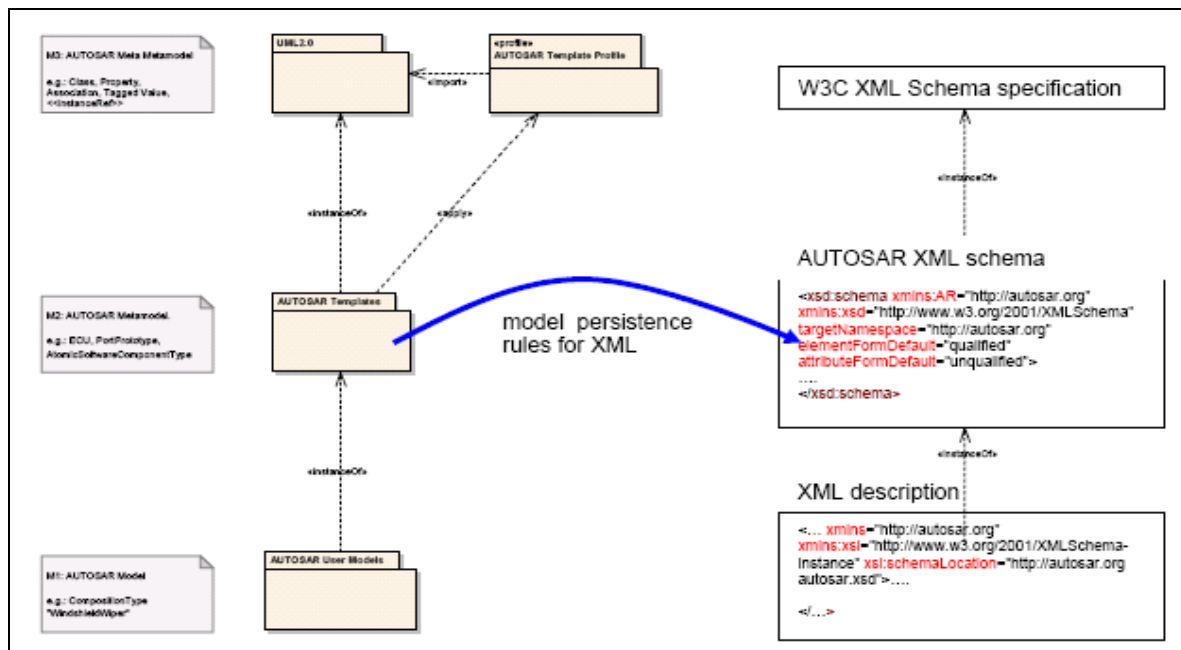 M3: AUTOSAR Meta Metamodel
e.g.: Class, Property,
Association, Tagged Value,
<<InstanceRef>>
UML2.0
«profile»
AUTOSAR Template Profile
«import»
W3C XML Schema specification
«instanceOf»
«apply»
«instanceOf»
M2: AUTOSAR Metamodel.
e.g.: ECU, PortPrototype,
AtomicSoftwareComponentType
AUTOSAR Templates
model persistence
rules for XML
AUTOSAR XML schema
<xsd:schema xmlns:AR="http://autosar.org"
xmlns:xsd="http://www.w3.org/2001/XMLSchema"
targetNamespace="http://autosar.org"
elementFormDefault="qualified"
attributeFormDefault="unqualified">
....
</xsd:schema>
«instanceOf»
«instanceOf»
M1: AUTOSAR Model
e.g.: CompositionType
"WindshieldWiper"
AUTOSAR User Models
XML description
<... xmlns="http://autosar.org"
xmlns:xsi="http://www.w3.org/2001/XMLSchema-
Instance" xsi:schemaLocation="http://autosar.org
autosar.xsd">....
</...>